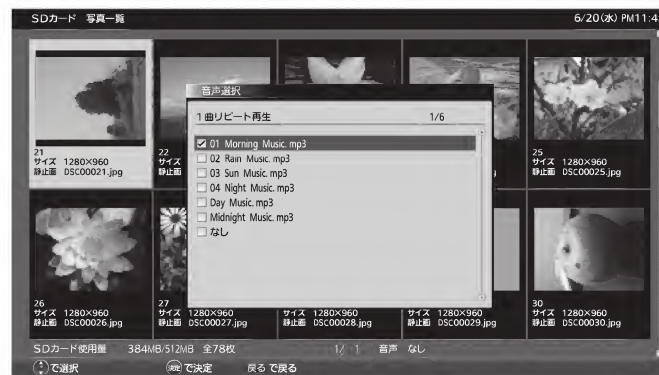 SDカード 写真一覧 6/20(水) PM11:4
音声選択
1曲リピート再生 1/6
01 Morning Music.mp3
02 Rain Music.mp3
03 Sun Music.mp3
04 Night Music.mp3
Day Music.mp3
Midnight Music.mp3
なし
21
サイズ 1280×960
静止画 DSC00021.jpg
22
サイズ
静止画
25
サイズ 1280×960
静止画 DSC00025.jpg
26
サイズ 1280×960
静止画 DSC00026.jpg
27
サイズ 1280×960
静止画 DSC00027.jpg
1280×960
DSC00028.jpg
サイズ 1280×960
静止画 DSC00029.jpg
30
サイズ 1280×960
静止画 DSC00030.jpg
SDカード使用量 384MB/512MB 全78枚 1/ 1 音声 なし
で選択 決定 で決定 戻る で戻る